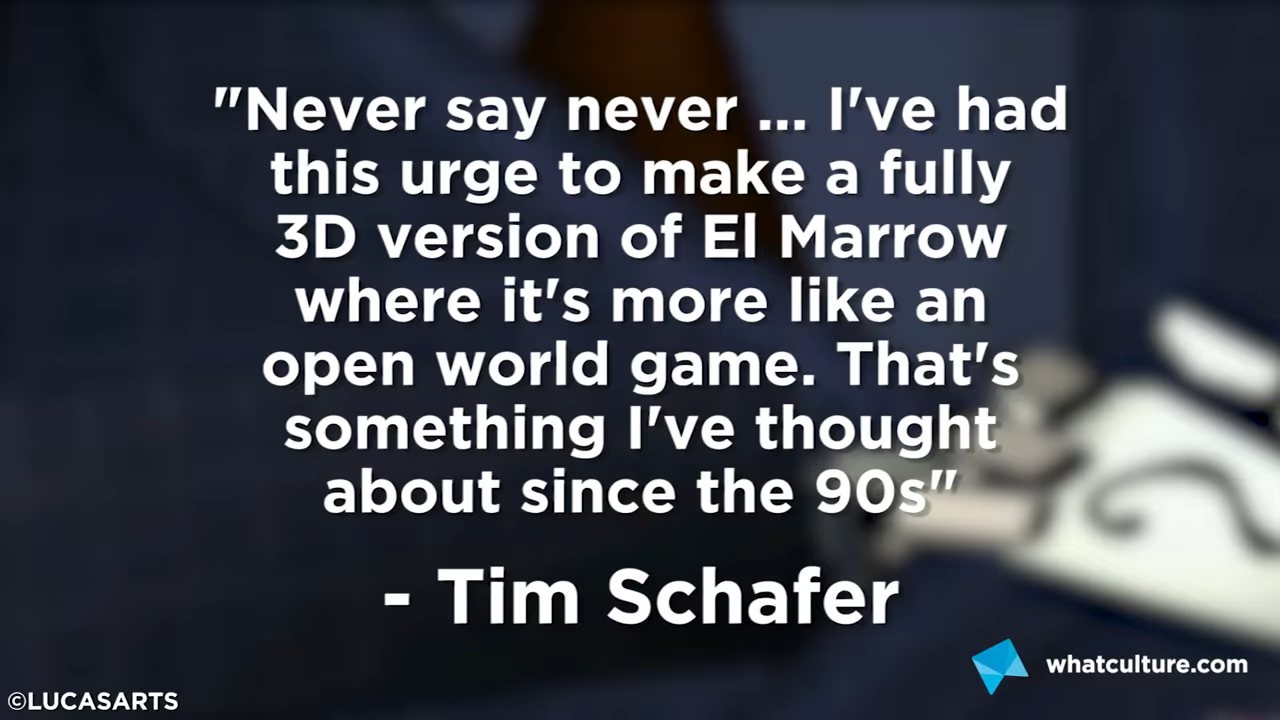 "Never say never ... I've had
this urge to make a fully
3D version of El Marrow
where it's more like an
open world game. That's
something I've thought
about since the 90s"
- Tim Schafer
whatculture.com
©LUCASARTS